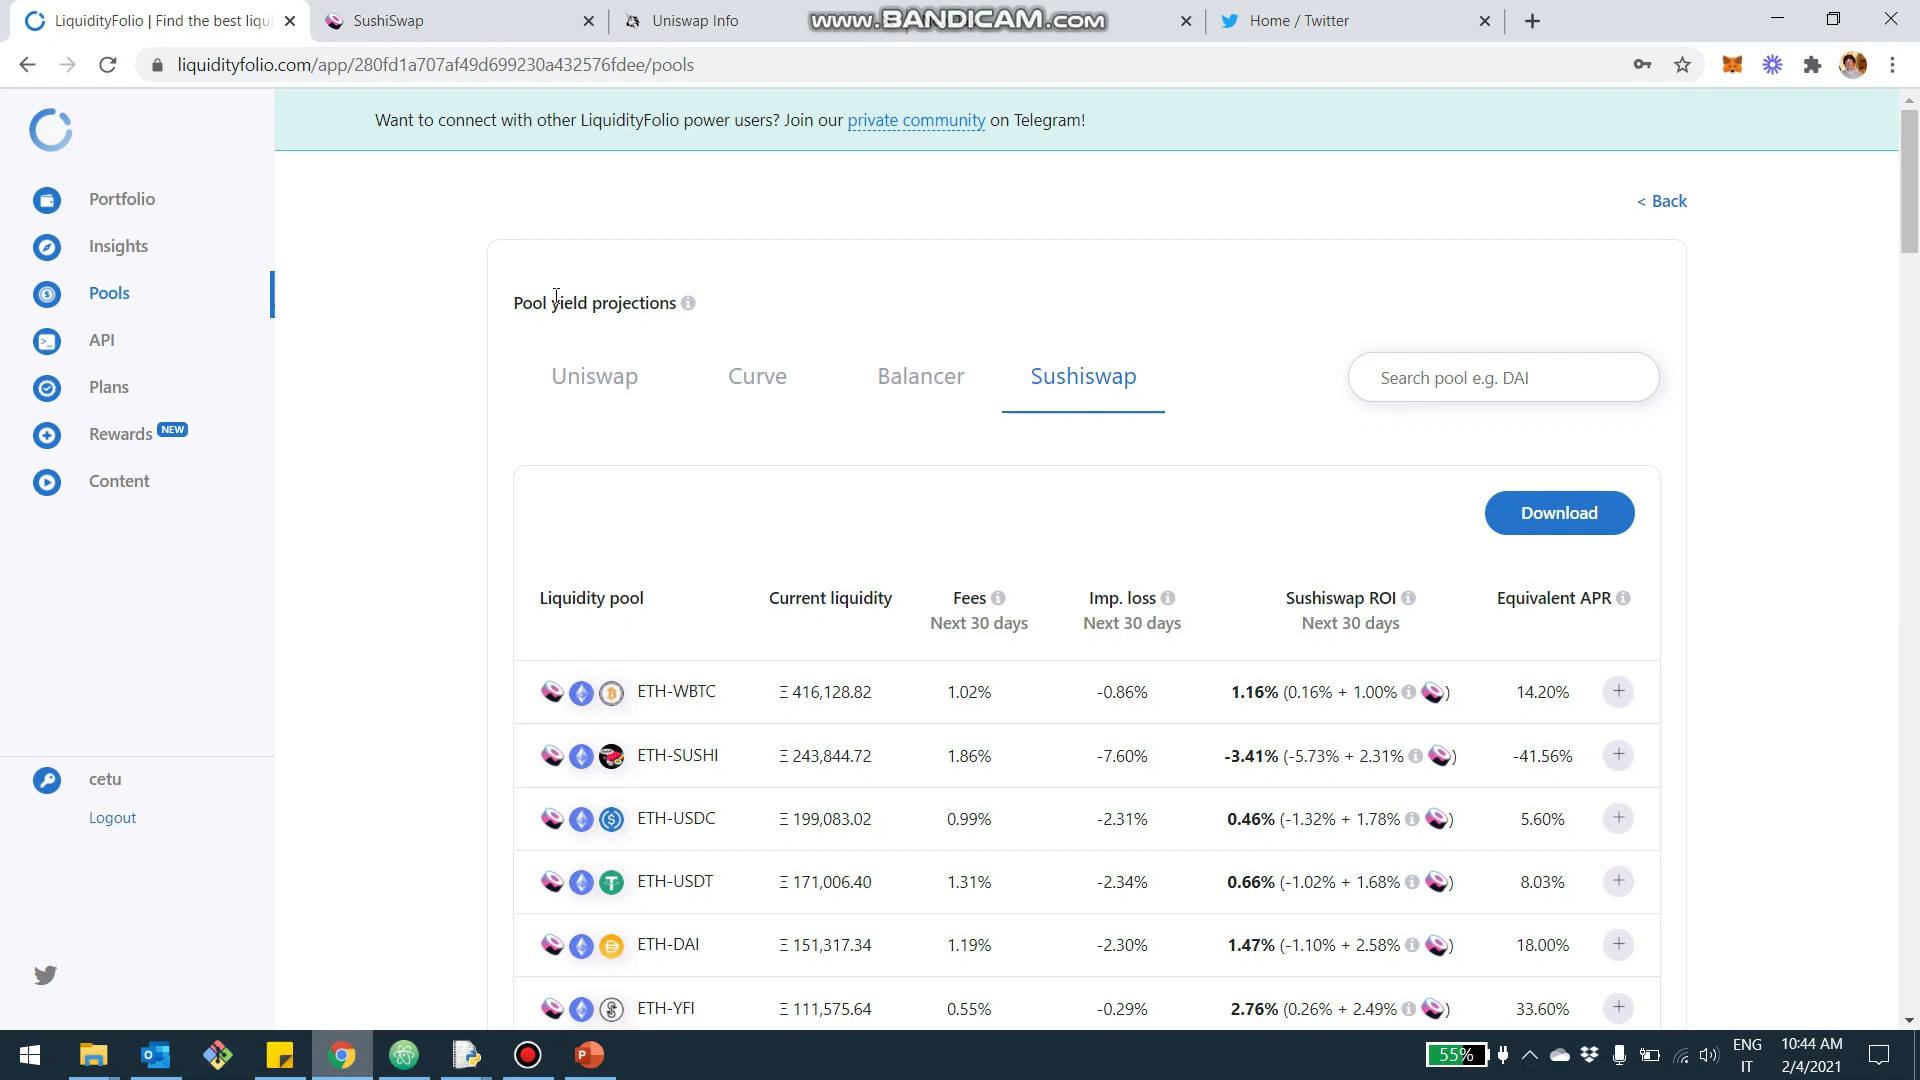 LiquidityFolio | Find the best liqui
SushiSwap
Uniswap Info
www.BANDICAM.com
Home / Twitter
liquidityfolio.com/app/280fd1a707af49d699230a432576fdee/pools
Want to connect with other LiquidityFolio power users? Join our private community on Telegram!
Portfolio
Insights
Pools
API
Plans
Rewards NEW
Content
cetu
Logout
< Back
Pool yield projections
Uniswap Curve Balancer Sushiswap
Search pool e.g. DAI
Download
Liquidity pool Current liquidity Fees Imp. loss Sushiswap ROI Equivalent APR
Next 30 days Next 30 days Next 30 days
ETH-WBTC Ξ 416,128.82 1.02% -0.86% 1.16% (0.16% + 1.00% ) 14.20% +
ETH-SUSHI Ξ 243,844.72 1.86% -7.60% -3.41% (-5.73% + 2.31% ) -41.56% +
ETH-USDC Ξ 199,083.02 0.99% -2.31% 0.46% (-1.32% + 1.78% ) 5.60% +
ETH-USDT Ξ 171,006.40 1.31% -2.34% 0.66% (-1.02% + 1.68% ) 8.03% +
ETH-DAI Ξ 151,317.34 1.19% -2.30% 1.47% (-1.10% + 2.58% ) 18.00% +
ETH-YFI Ξ 111,575.64 0.55% -0.29% 2.76% (0.26% + 2.49% ) 33.60% +
55%
ENG
IT
10:44 AM
2/4/2021